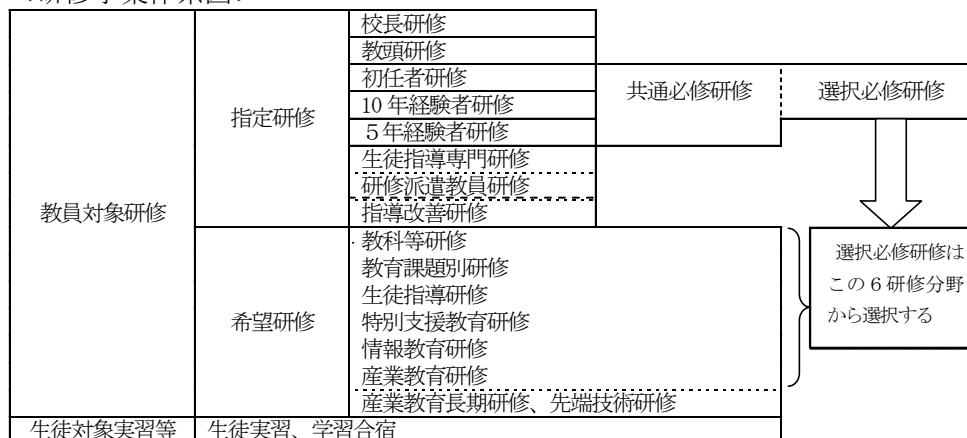 校長研修
教頭研修
初任者研修
10年経験者研修
5年経験者研修
共通必修研修
選択必修研修
指定研修
生徒指導専門研修
研修派遣教員研修
指導改善研修
教員対象研修
教科等研修
教育課題別研修
生徒指導研修
特別支援教育研修
情報教育研修
産業教育研修
希望研修
産業教育長期研修、先端技術研修
選択必修研修は
この6研修分野
から選択する
生徒対象実習等
生徒実習、学習合宿